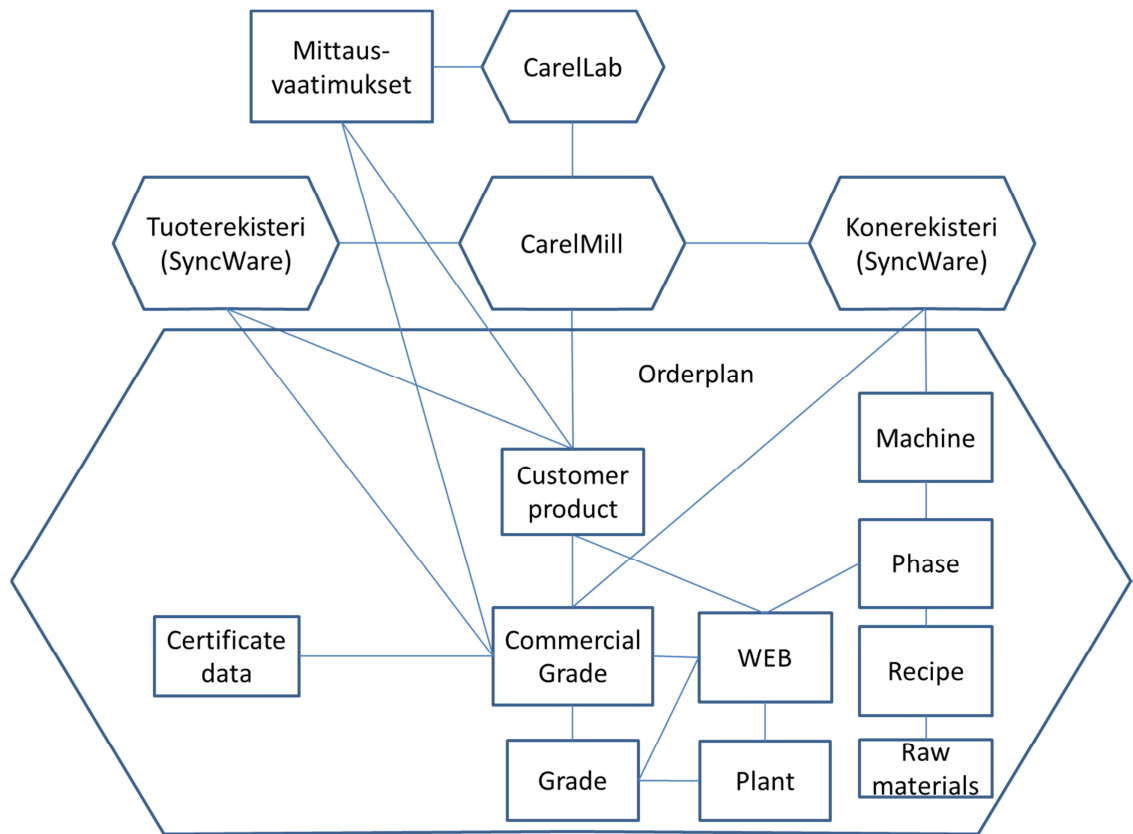 Mittaus-
vaatimukset
CarelLab
Tuoterekisteri
(SyncWare)
CarelMill
Konerekisteri
(SyncWare)
Orderplan
Machine
Customer
product
Phase
Certificate
data
Commercial
Grade
WEB
Recipe
Grade
Plant
Raw
materials